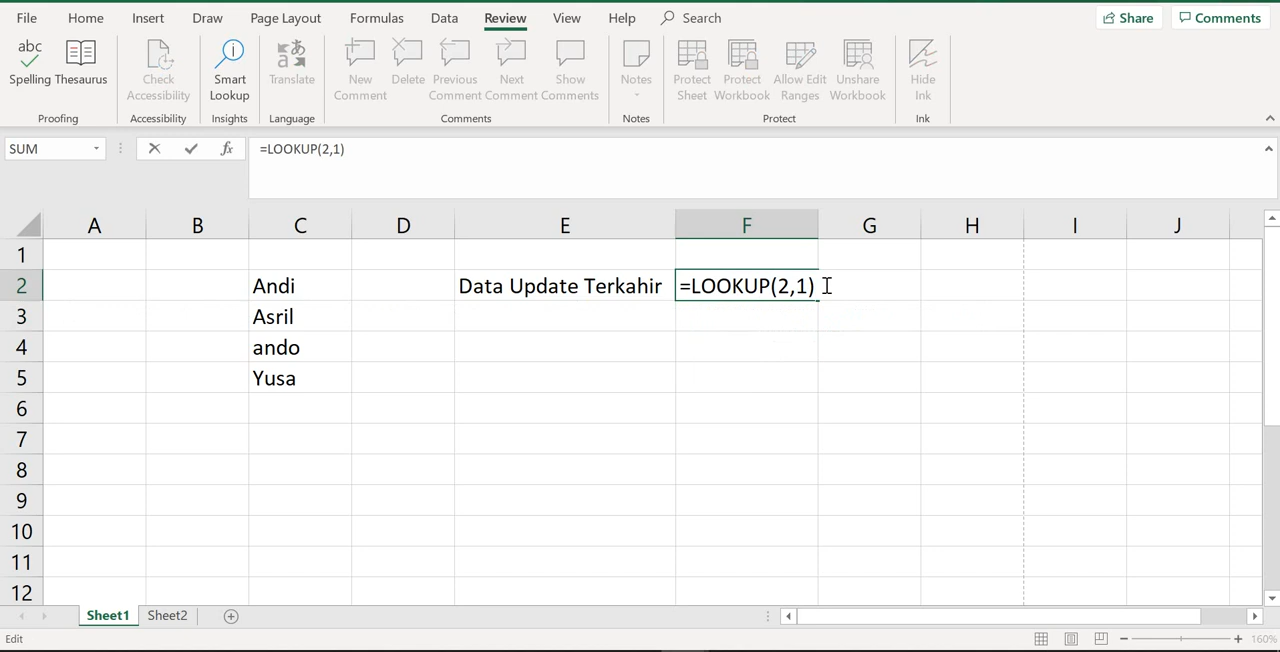 File Home Insert Draw Page Layout Formulas Data Review View Help Search Share Comments
abc
Spelling Thesaurus
Check Accessibility
Smart Lookup
Translate
New Comment
Delete
Previous Comment
Next Comment
Show Comments
Notes
Protect Sheet
Protect Workbook
Allow Edit Ranges
Unshare Workbook
Hide Ink
Proofing Accessibility Insights Language Comments Notes Protect Ink
SUM fx =LOOKUP(2,1)
A B C D E F G H I J
1
2 Andi Data Update Terkahir =LOOKUP(2,1)
3 Asril
4 ando
5 Yusa
6
7
8
9
10
11
12
Sheet1 Sheet2
Edit 160%